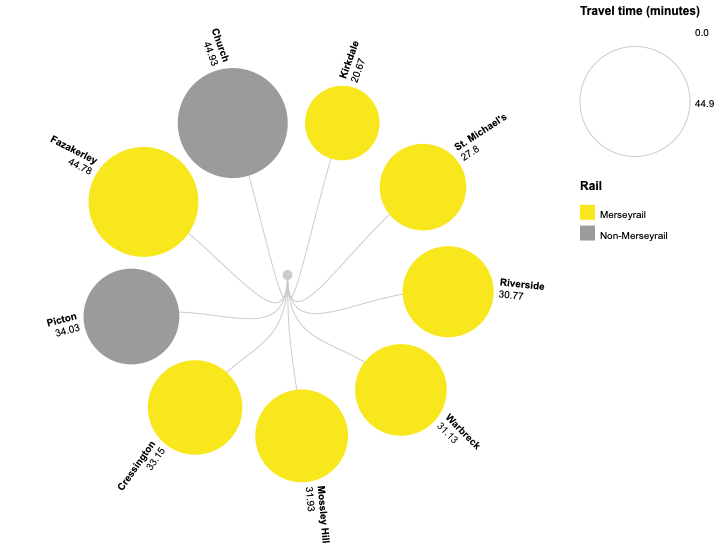 Travel time (minutes)
0.0
44.9
Rail
Merseyrail
Non-Merseyrail
Church
44.93
Kirkdale
20.67
St. Michael's
27.8
Riverside
30.77
Warbreck
31.13
Mossley Hill
31.93
Cressington
33.15
Picton
34.03
Fazakerley
44.78